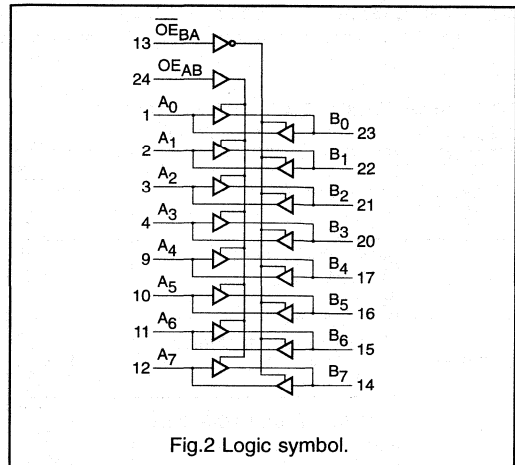 13 O̅E̅BA
24 OEAB
1 A0
B0 23
2 A1
B1 22
3 A2
B2 21
4 A3
B3 20
9 A4
B4 17
10 A5
B5 16
11 A6
B6 15
12 A7
B7 14
Fig.2 Logic symbol.